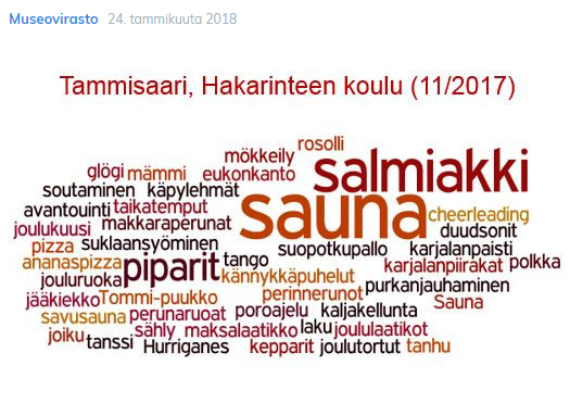 Museovirasto 24. tammikuuta 2018
Tammisaari, Hakarinteen koulu (11/2017)
rosolli
mökkeily
salmiakki
glögi mämmi eukonkanto
soutaminen käpylehmät
sauna
avantouinti taikatemput cheerleading
joulukuusi makkaraperunat duudsonit
pizza suklaansyöminen suopotkupallo karjalanpaisti
ananaspizza piparit tango karjalanpiirakat polkka
jouluruoka kännykkäpuhelut purkanjauhaminen
jääkiekko Tommi-puukko perinnerunot Sauna
savusauna perunaruoat poroajelu kaljakellunta
joiku sähly maksalaatikko laku joululaatikot
tanssi Hurriganes kepparit joulutortut tanhu